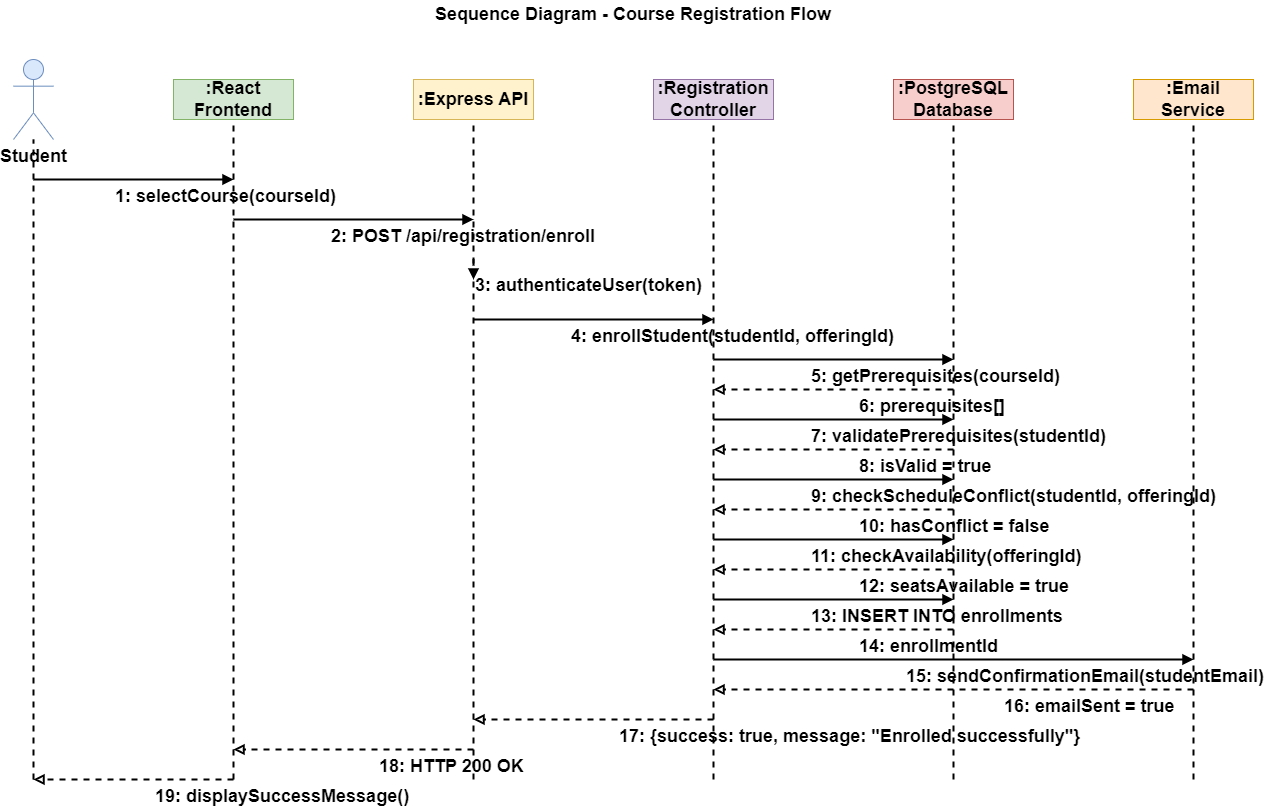 Sequence Diagram - Course Registration Flow
:React
Frontend
:Express API
:Registration
Controller
:PostgreSQL
Database
:Email
Service
Student
1: selectCourse(courseId)
2: POST /api/registration/enroll
3: authenticateUser(token)
4: enrollStudent(studentId, offeringId)
5: getPrerequisites(courseId)
6: prerequisites[]
7: validatePrerequisites(studentId)
8: isValid = true
9: checkScheduleConflict(studentId, offeringId)
10: hasConflict = false
11: checkAvailability(offeringId)
12: seatsAvailable = true
13: INSERT INTO enrollments
14: enrollmentId
15: sendConfirmationEmail(studentEmail)
16: emailSent = true
17: {success: true, message: "Enrolled successfully"}
18: HTTP 200 OK
19: displaySuccessMessage()